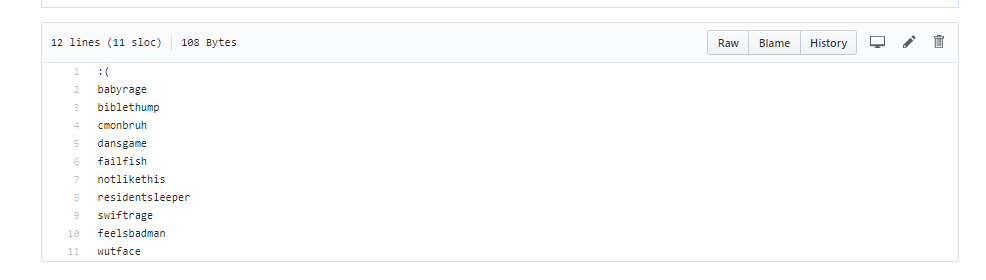 12 lines (11 sloc) 108 Bytes Raw Blame History
1 :(
2 babyrage
3 biblethump
4 cmonbruh
5 dansgame
6 failfish
7 notlikethis
8 residentsleeper
9 swiftrage
10 feelsbadman
11 wutface